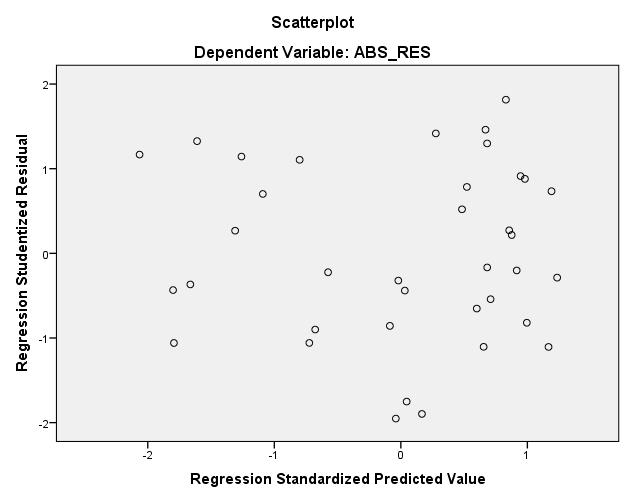 Scatterplot
Dependent Variable: ABS_RES
Regression Studentized Residual
2
1
0
-1
-2
-2
-1
0
1
Regression Standardized Predicted Value